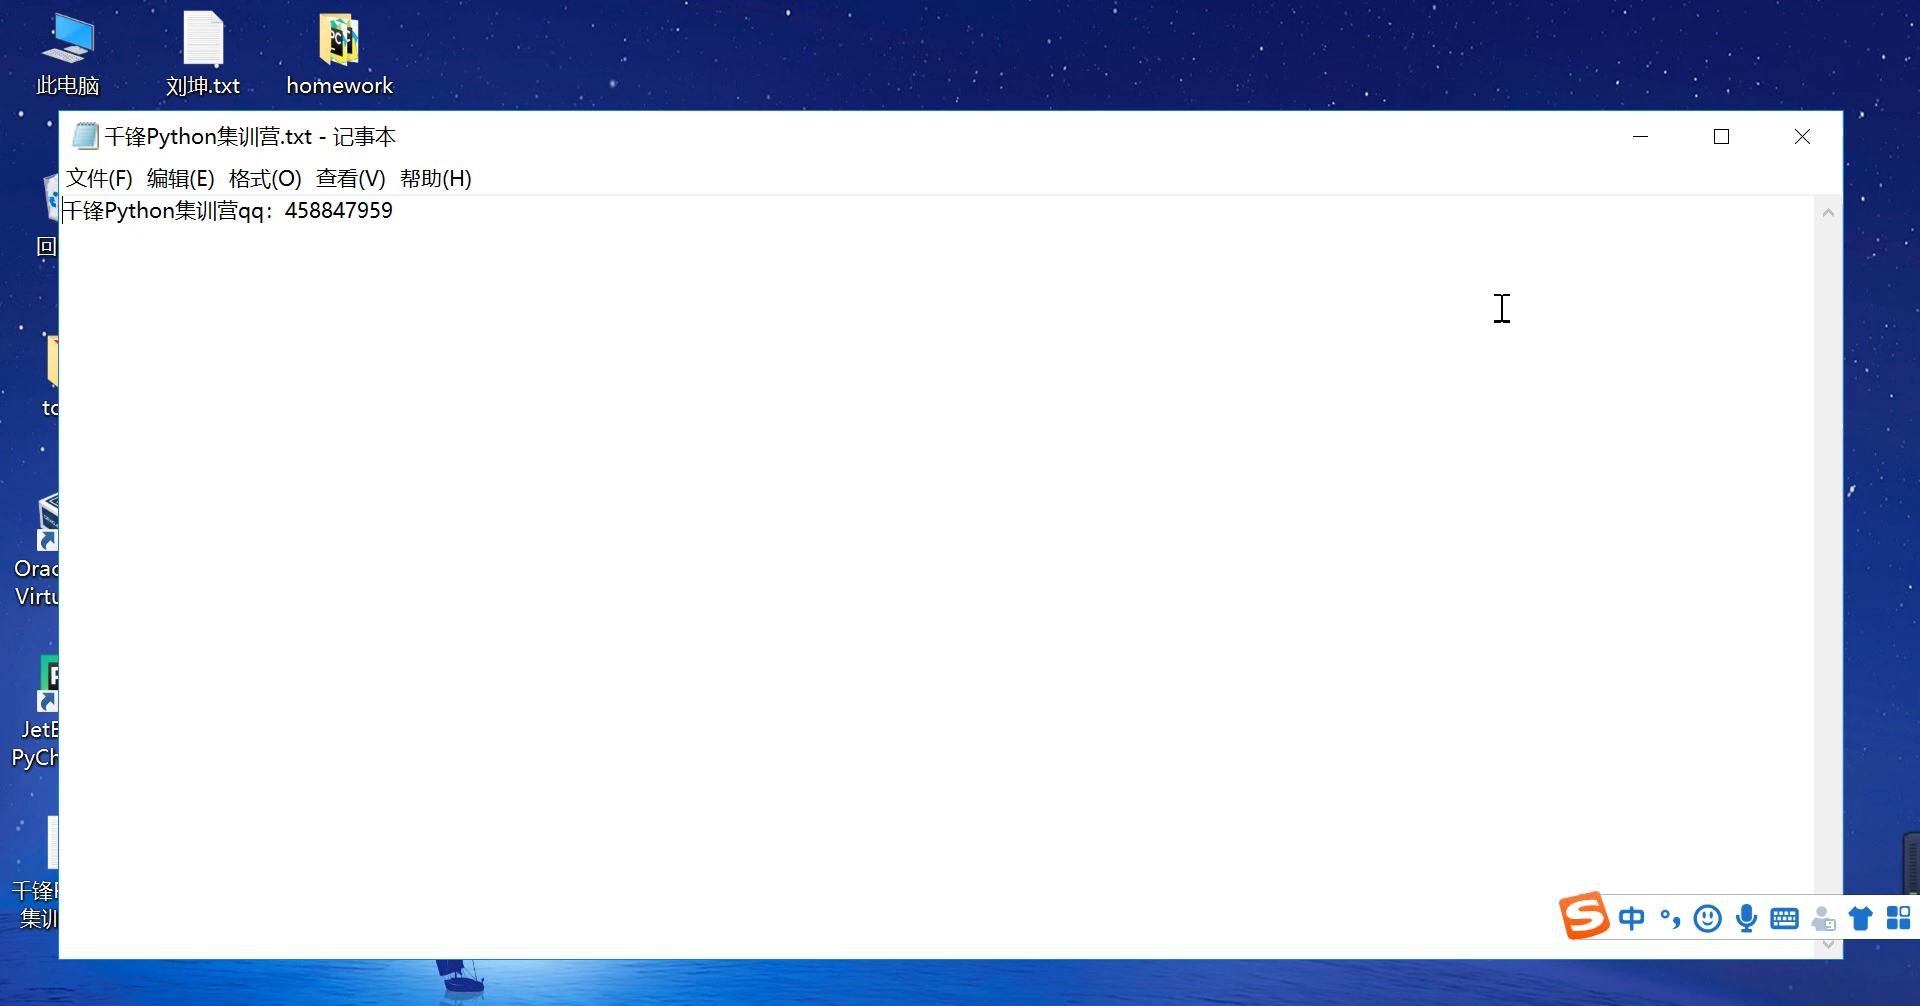 此电脑
刘坤.txt
homework
千锋Python集训营.txt - 记事本
文件(F) 编辑(E) 格式(O) 查看(V) 帮助(H)
千锋Python集训营qq：458847959
回
Orac
Virtu
JetB
PyCh
千锋P
集训
中